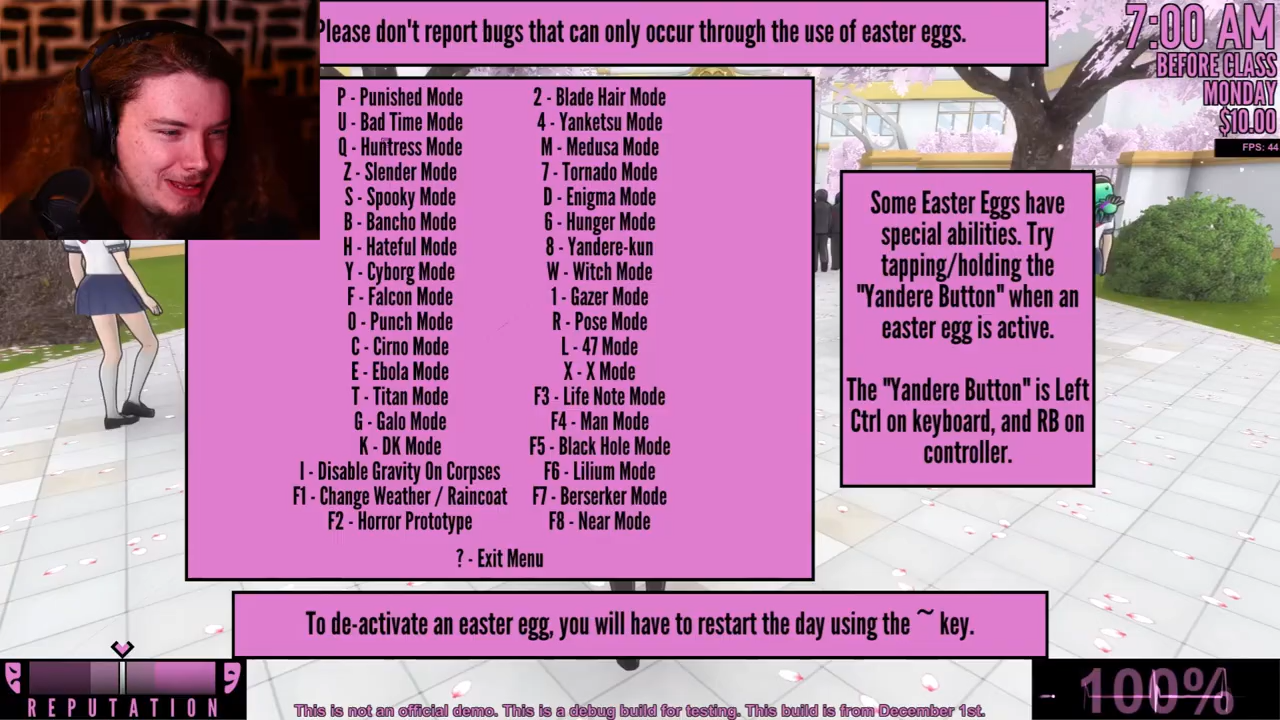 Please don't report bugs that can only occur through the use of easter eggs.
7:00 AM
BEFORE CLASS
MONDAY
$10.00
FPS: 44
P - Punished Mode
U - Bad Time Mode
Q - Huntress Mode
Z - Slender Mode
S - Spooky Mode
B - Bancho Mode
H - Hateful Mode
Y - Cyborg Mode
F - Falcon Mode
O - Punch Mode
C - Cirno Mode
E - Ebola Mode
T - Titan Mode
G - Galo Mode
K - DK Mode
I - Disable Gravity On Corpses
F1 - Change Weather / Raincoat
F2 - Horror Prototype
2 - Blade Hair Mode
4 - Yanketsu Mode
M - Medusa Mode
7 - Tornado Mode
D - Enigma Mode
6 - Hunger Mode
8 - Yandere-kun
W - Witch Mode
1 - Gazer Mode
R - Pose Mode
L - 47 Mode
X - X Mode
F3 - Life Note Mode
F4 - Man Mode
F5 - Black Hole Mode
F6 - Lilium Mode
F7 - Berserker Mode
F8 - Near Mode
? - Exit Menu
Some Easter Eggs have
special abilities. Try
tapping/holding the
"Yandere Button" when an
easter egg is active.
The "Yandere Button" is Left
Ctrl on keyboard, and RB on
controller.
To de-activate an easter egg, you will have to restart the day using the ~ key.
REPUTATION
100%
This is not an official demo. This is a debug build for testing. This build is from December 1st.